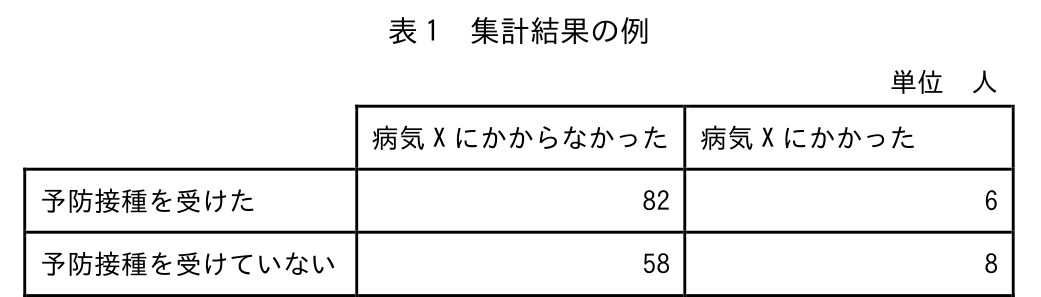 表1　集計結果の例
単位　人
病気Xにかからなかった　病気Xにかかった
予防接種を受けた　82　6
予防接種を受けていない　58　8